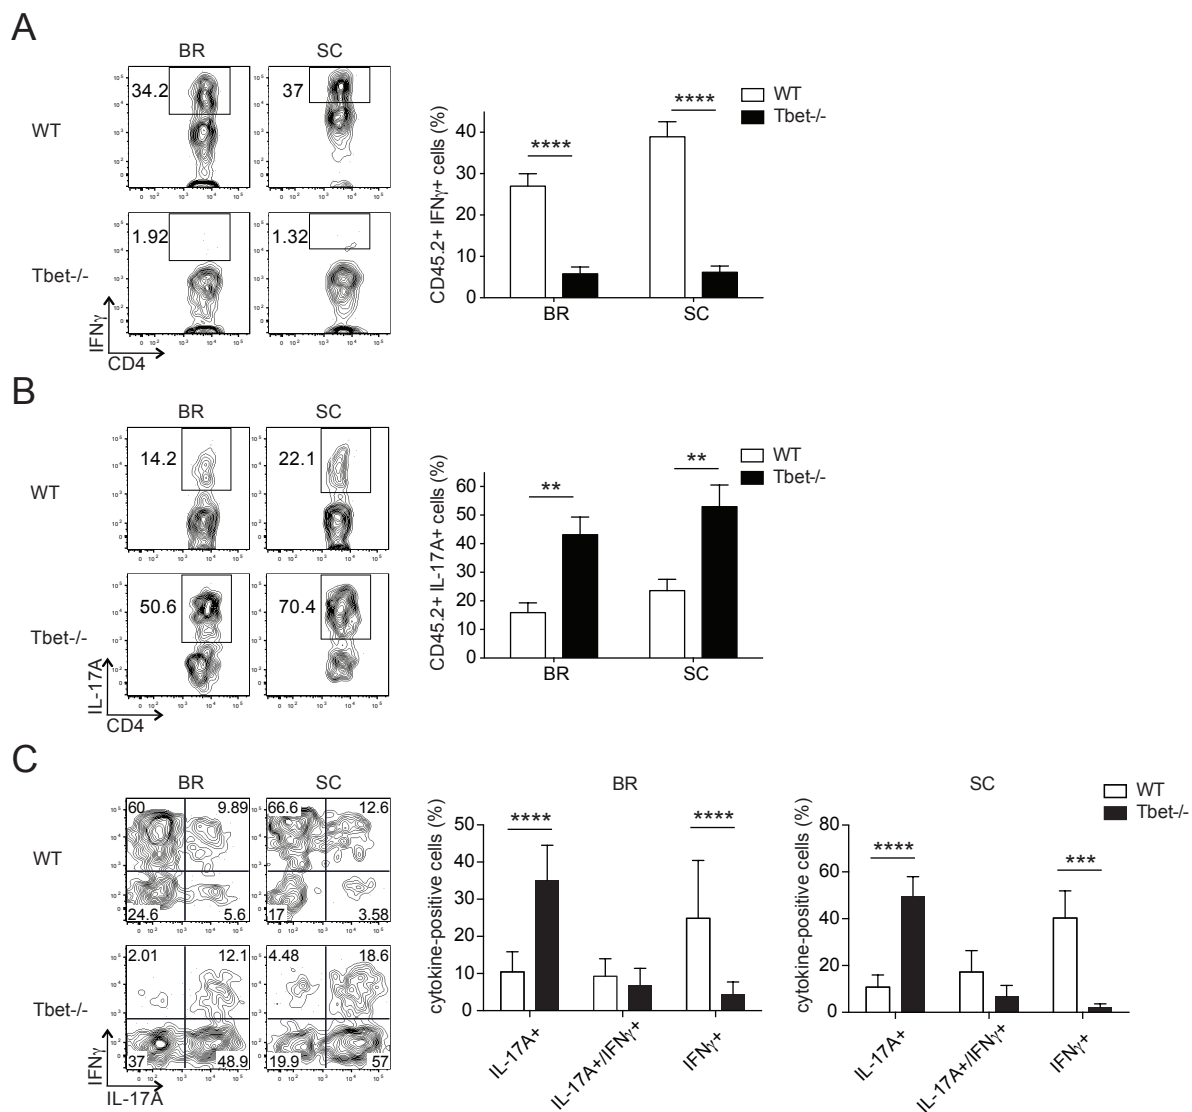 A
BR SC
34.2 37
WT
1.92 1.32
Tbet-/-
IFNγ
CD4
CD45.2+ IFNγ+ cells (%)
40
30
20
10
0
**** ****
BR SC
WT
Tbet-/-
B
BR SC
14.2 22.1
WT
50.6 70.4
Tbet-/-
IL-17A
CD4
CD45.2+ IL-17A+ cells (%)
60
50
40
30
20
10
0
** **
BR SC
WT
Tbet-/-
C
BR SC
60 9.89 66.6 12.6
WT
24.6 5.6 17 3.58
2.01 12.1 4.48 18.6
Tbet-/-
37 48.9 19.9 57
IFNγ
IL-17A
BR
cytokine-positive cells (%)
50
40
30
20
10
0
**** ****
IL-17A+ IL-17A+/IFNγ+ IFNγ+
SC
cytokine-positive cells (%)
80
60
40
20
0
**** ***
IL-17A+ IL-17A+/IFNγ+ IFNγ+
WT
Tbet-/-